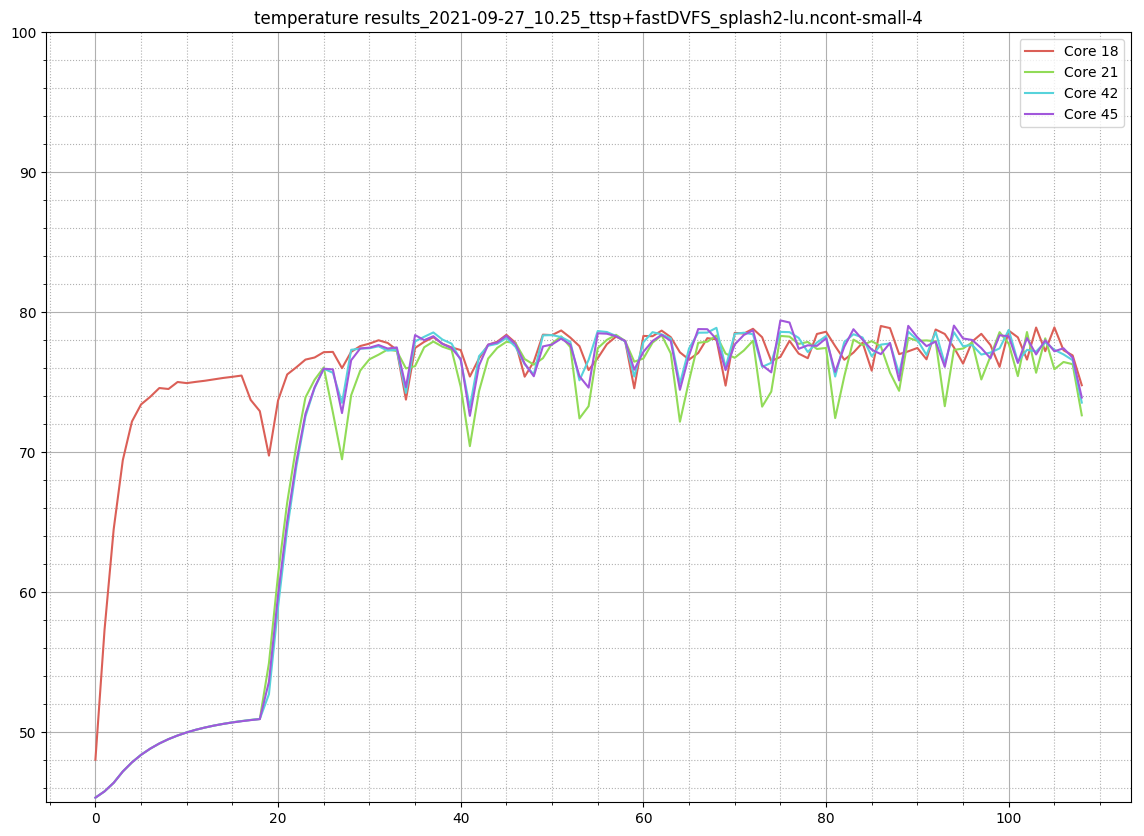 temperature results_2021-09-27_10.25_ttsp+fastDVFS_splash2-lu.ncont-small-4
Core 18
Core 21
Core 42
Core 45
100
90
80
70
60
50
0 20 40 60 80 100